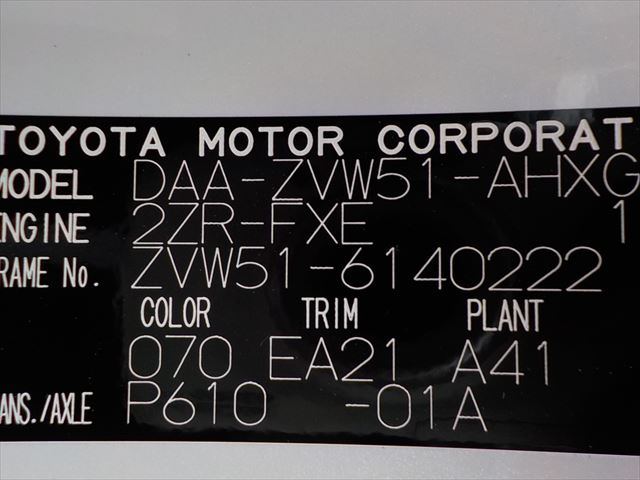 TOYOTA MOTOR CORPORAT
MODEL DAA-ZVW51-AHXG
ENGINE 2ZR-FXE 1
RAME No. ZVW51-6140222
COLOR TRIM PLANT
070 EA21 A41
ANS./AXLE P610 -01A